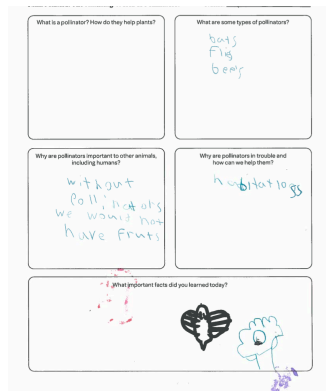 What is a pollinator? How do they help plants?
What are some types of pollinators?
bats
Flis
bees
Why are pollinators important to other animals,
including humans?
without
Pollinators
we would not
have Fruts
Why are pollinators in trouble and
how can we help them?
habitat loss
What important facts did you learned today?